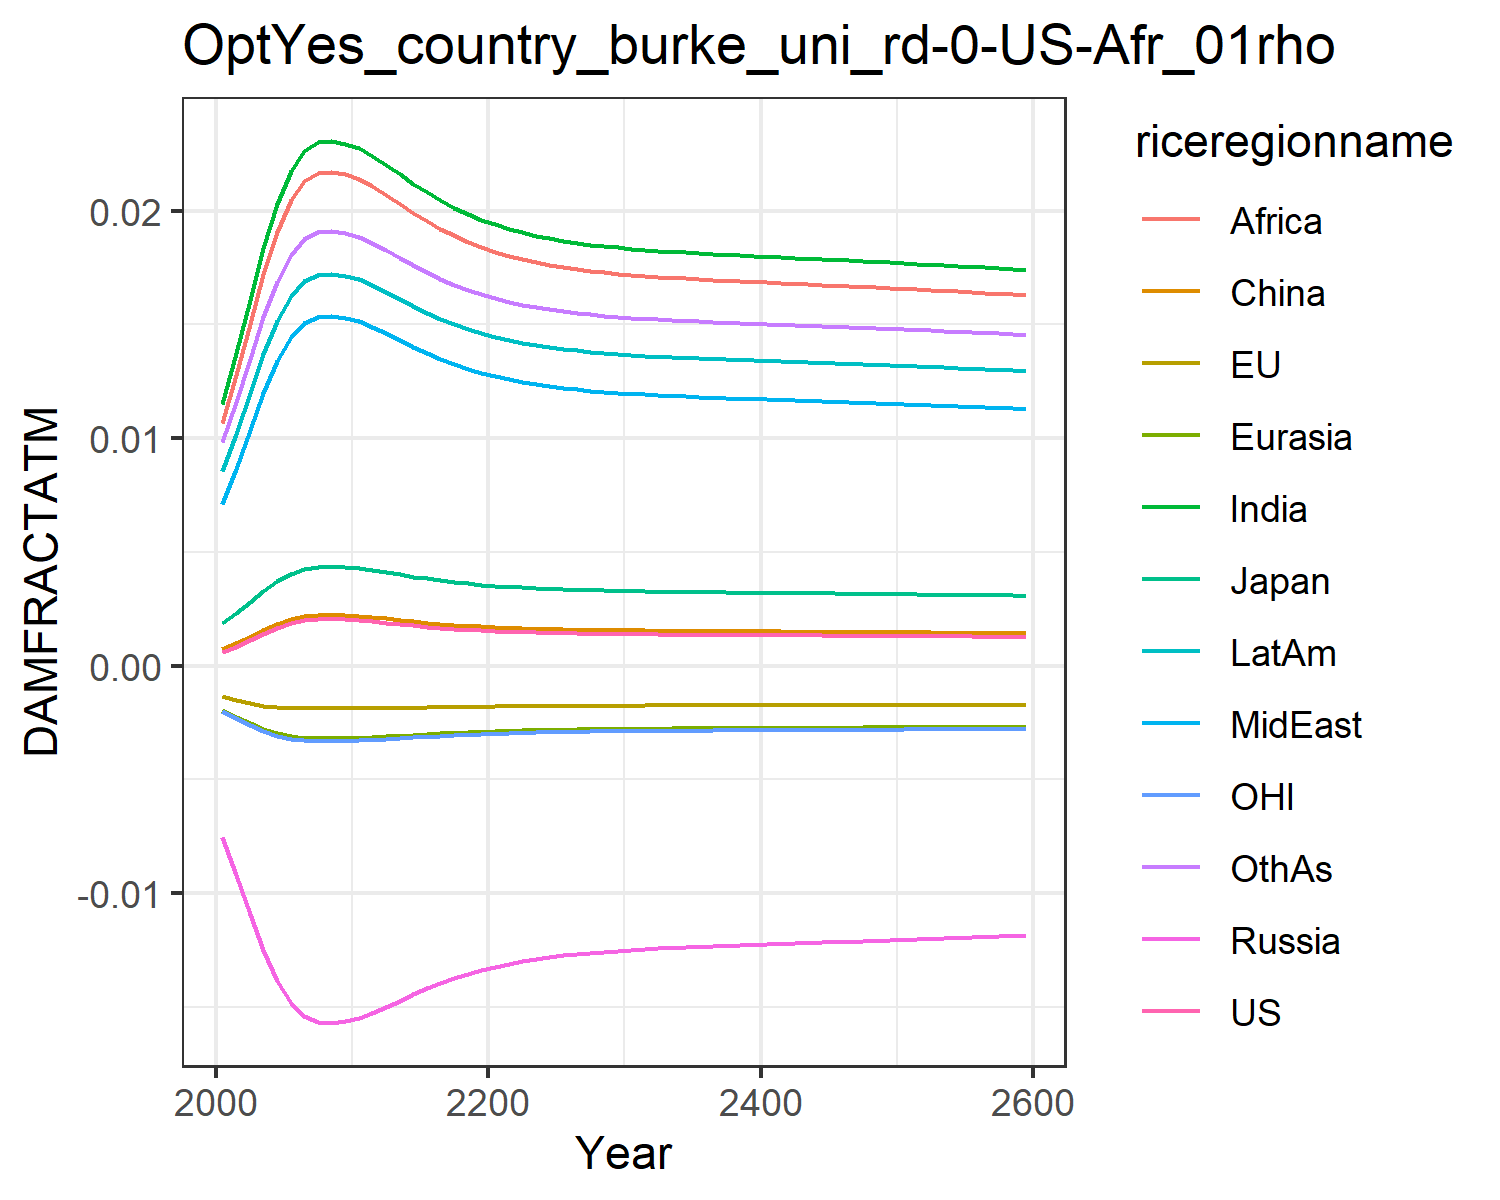 OptYes_country_burke_uni_rd-0-US-Afr_01rho
DAMFRACTATM
0.02
0.01
0.00
-0.01
2000
2200
2400
2600
Year
riceregionname
Africa
China
EU
Eurasia
India
Japan
LatAm
MidEast
OHI
OthAs
Russia
US